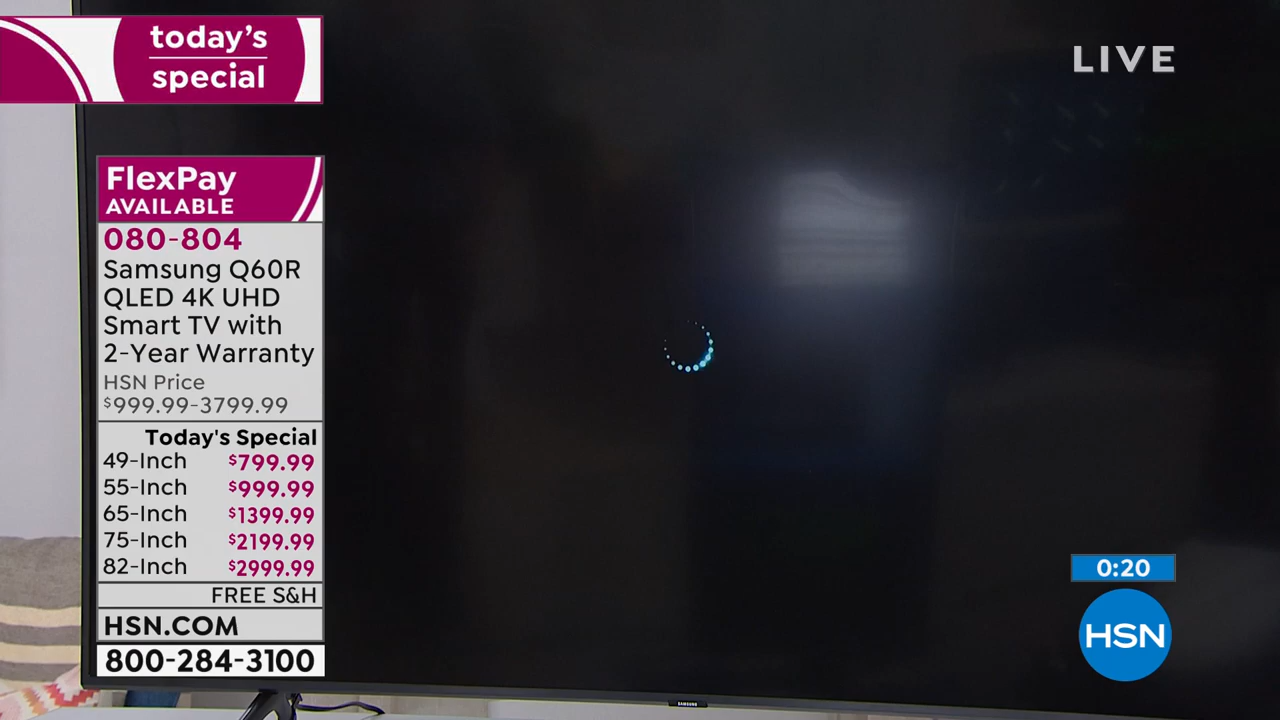 today's
special
LIVE
FlexPay
AVAILABLE
080-804
Samsung Q60R
QLED 4K UHD
Smart TV with
2-Year Warranty
HSN Price
$999.99-3799.99
Today's Special
49-Inch $799.99
55-Inch $999.99
65-Inch $1399.99
75-Inch $2199.99
82-Inch $2999.99
FREE S&H
HSN.COM
800-284-3100
0:20
HSN
SAMSUNG